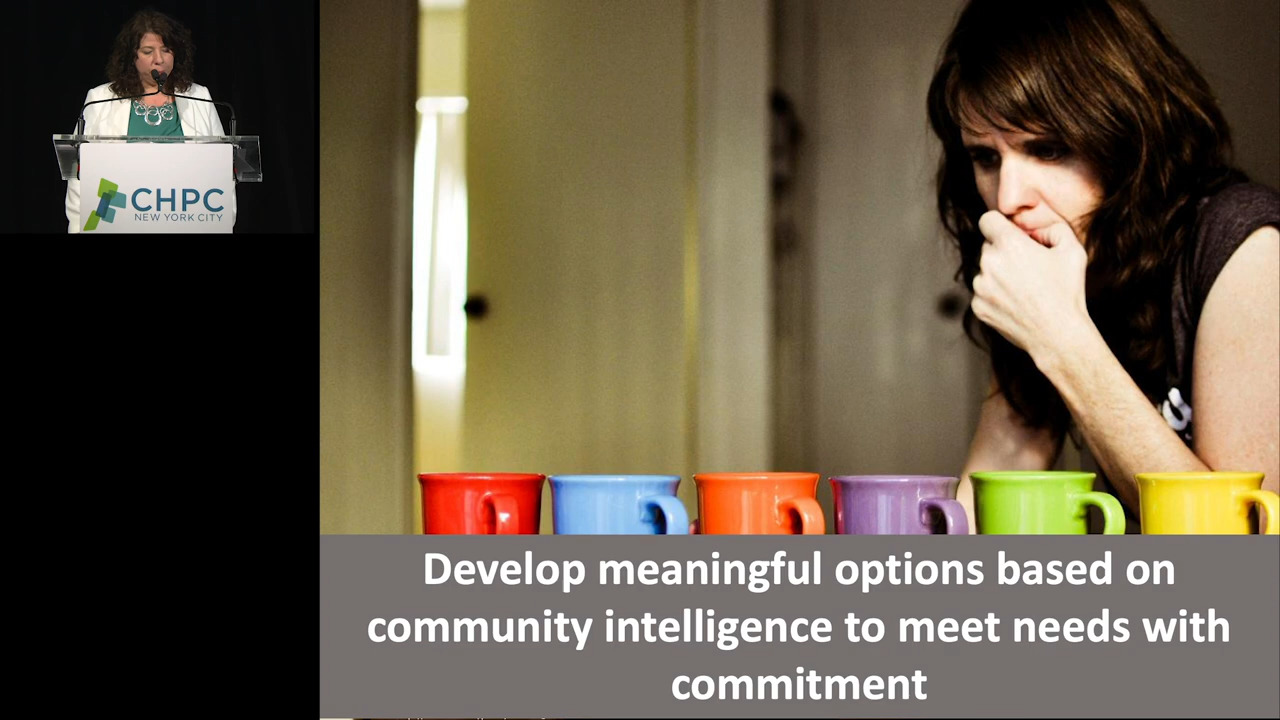 CHPC
NEW YORK CITY
Develop meaningful options based on
community intelligence to meet needs with
commitment